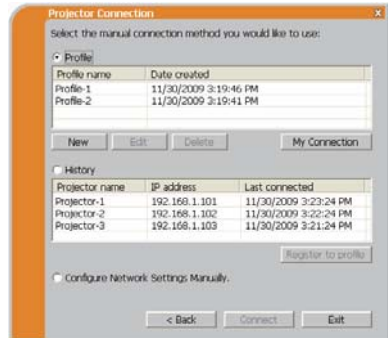 Projector Connection
Select the manual connection method you would like to use:
Profile
Profile name Date created
Profile-1 11/30/2009 3:19:46 PM
Profile-2 11/30/2009 3:19:41 PM
New Edit Delete My Connection
History
Projector name IP address Last connected
Projector-1 192.168.1.101 11/30/2009 3:23:24 PM
Projector-2 192.168.1.102 11/30/2009 3:22:24 PM
Projector-3 192.168.1.103 11/30/2009 3:21:24 PM
Register to profile
Configure Network Settings Manually.
< Back Connect Exit